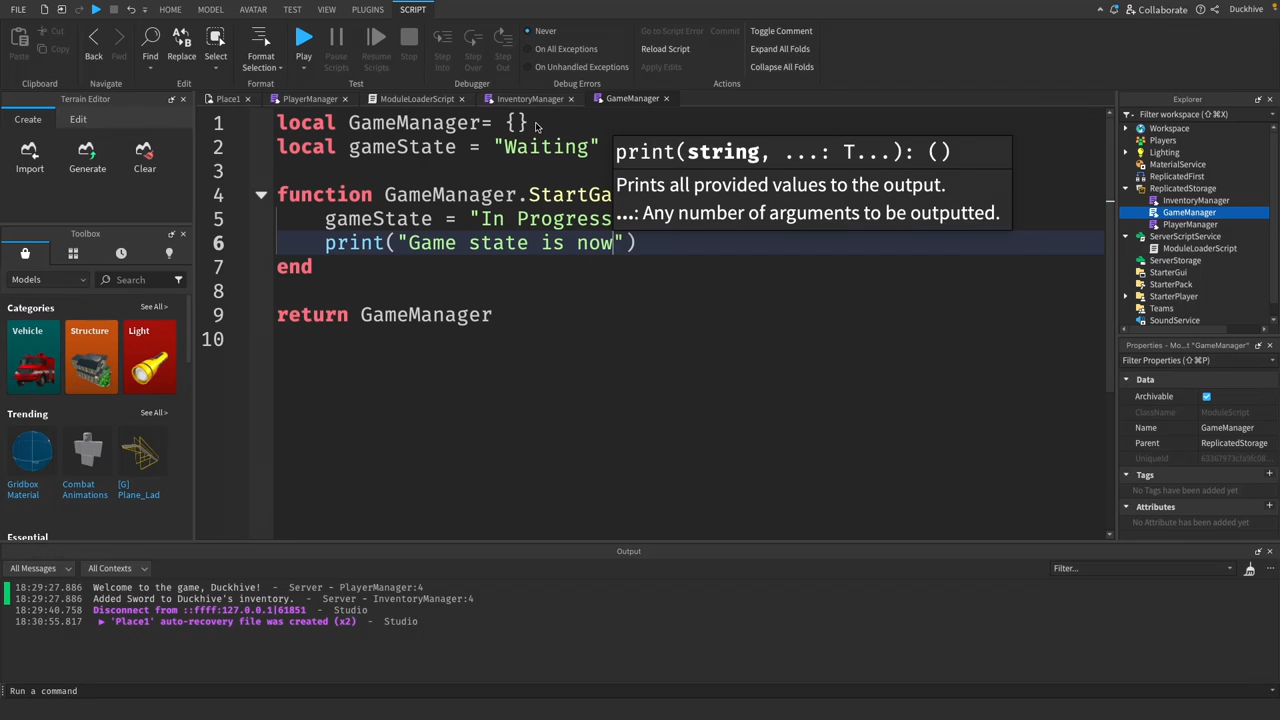 FILE HOME MODEL AVATAR TEST VIEW PLUGINS SCRIPT Collaborate Duckhive
Cut
Copy
Paste
Clipboard
Back Forward
Navigate
Find Replace Select
Edit
Format Selection
Format
Play Pause Scripts Resume Scripts Stop
Test
Step Into Step Over Step Out
Debugger
Never
On All Exceptions
On Unhandled Exceptions
Debug Errors
Go to Script Error Commit
Reload Script
Apply Edits
Toggle Comment
Expand All Folds
Collapse All Folds
Actions
Terrain Editor
Create Edit
Import Generate Clear
Toolbox
Models Search
Categories See All >
Vehicle Structure Light
Trending See All >
Gridbox Material
Combat Animations
[G] Plane_Lad
Essential
Place1 PlayerManager ModuleLoaderScript InventoryManager GameManager
1 local GameManager= {}
2 local gameState = "Waiting"
3
4 function GameManager.StartGa
5 gameState = "In Progress
6 print("Game state is now")
7 end
8
9 return GameManager
10
print(string, ...: T...): ()
Prints all provided values to the output.
...: Any number of arguments to be outputted.
Explorer
Filter workspace (⇧⌘X)
Workspace
Players
Lighting
MaterialService
ReplicatedFirst
ReplicatedStorage
InventoryManager
GameManager
PlayerManager
ServerScriptService
ModuleLoaderScript
ServerStorage
StarterGui
StarterPack
StarterPlayer
Teams
SoundService
Properties - Mo...t "GameManager"
Filter Properties (⇧⌘P)
Data
Archivable
ClassName ModuleScript
Name GameManager
Parent ReplicatedStorage
UniqueId
Tags
No Tags have been added yet
Attributes
No Attribute has been added yet
Output
All Messages All Contexts Filter...
18:29:27.886 Welcome to the game, Duckhive! - Server - PlayerManager:4
18:29:27.886 Added Sword to Duckhive's inventory. - Server - InventoryManager:4
18:29:40.758 Disconnect from ::ffff:127.0.0.1|61851 - Studio
18:30:55.817 ▶ 'Place1' auto-recovery file was created (x2) - Studio
Run a command